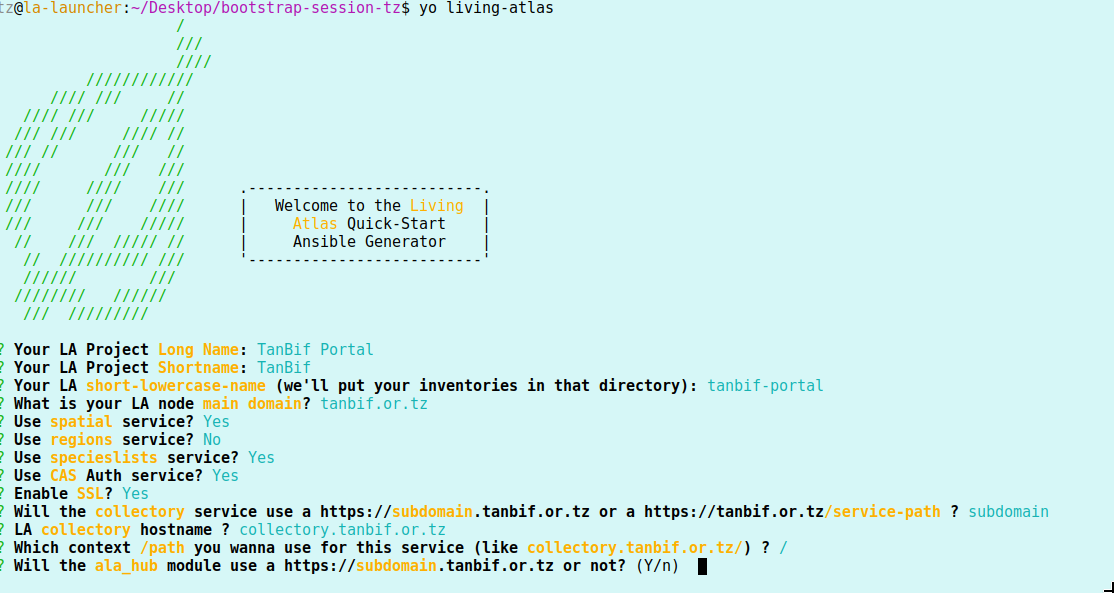 tz@la-launcher:~/Desktop/bootstrap-session-tz$ yo living-atlas
Welcome to the Living
Atlas Quick-Start
Ansible Generator
? Your LA Project Long Name: TanBif Portal
? Your LA Project Shortname: TanBif
? Your LA short-lowercase-name (we'll put your inventories in that directory): tanbif-portal
? What is your LA node main domain? tanbif.or.tz
? Use spatial service? Yes
? Use regions service? No
? Use specieslists service? Yes
? Use CAS Auth service? Yes
? Enable SSL? Yes
? Will the collectory service use a https://subdomain.tanbif.or.tz or a https://tanbif.or.tz/service-path ? subdomain
? LA collectory hostname ? collectory.tanbif.or.tz
? Which context /path you wanna use for this service (like collectory.tanbif.or.tz/) ? /
? Will the ala_hub module use a https://subdomain.tanbif.or.tz or not? (Y/n)